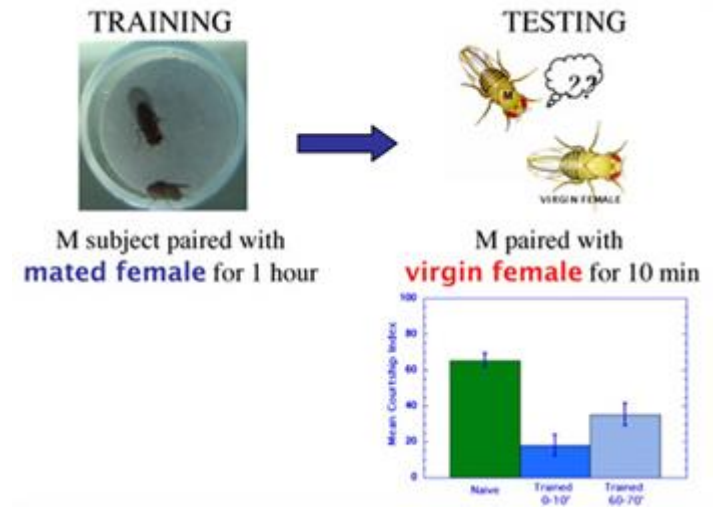 TRAINING
TESTING
M
??
VIRGIN FEMALE
M subject paired with
mated female for 1 hour
M paired with
virgin female for 10 min
Mean Courtship Index
100
80
60
40
20
0
Naive
Trained
0-10'
Trained
60-70'